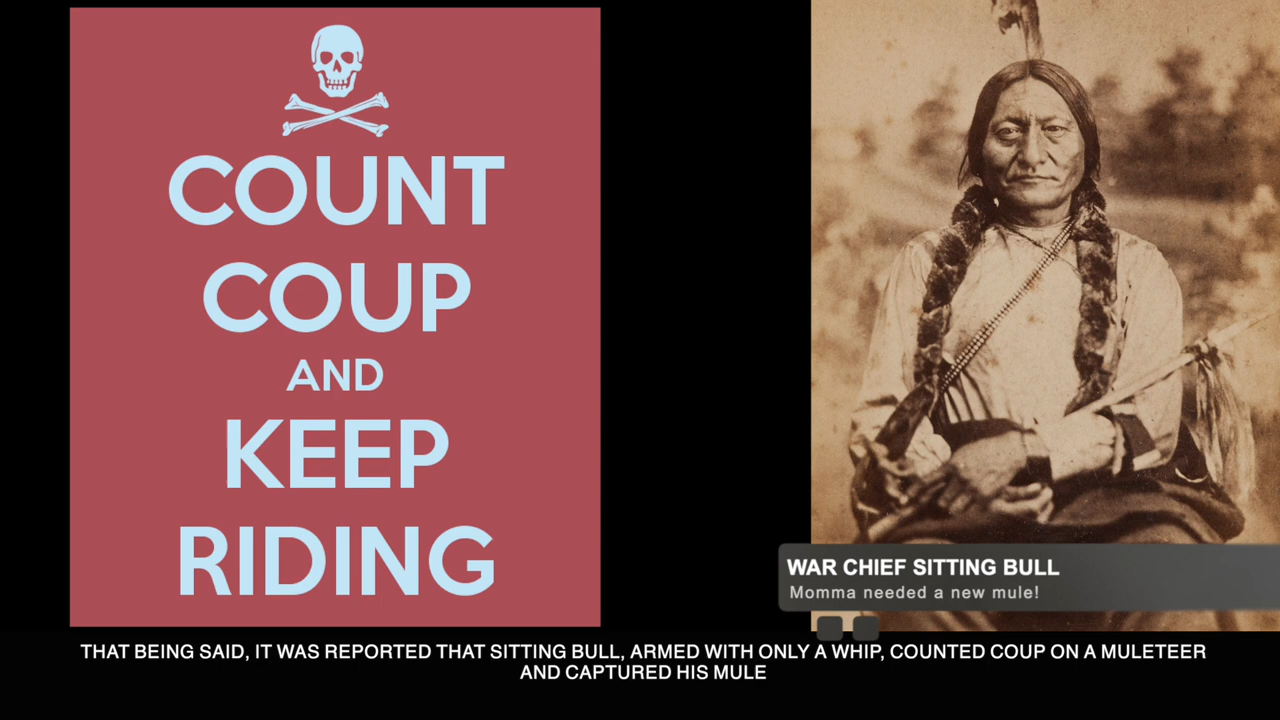 COUNT
COUP
AND
KEEP
RIDING
WAR CHIEF SITTING BULL
Momma needed a new mule!
THAT BEING SAID, IT WAS REPORTED THAT SITTING BULL, ARMED WITH ONLY A WHIP, COUNTED COUP ON A MULETEER
AND CAPTURED HIS MULE